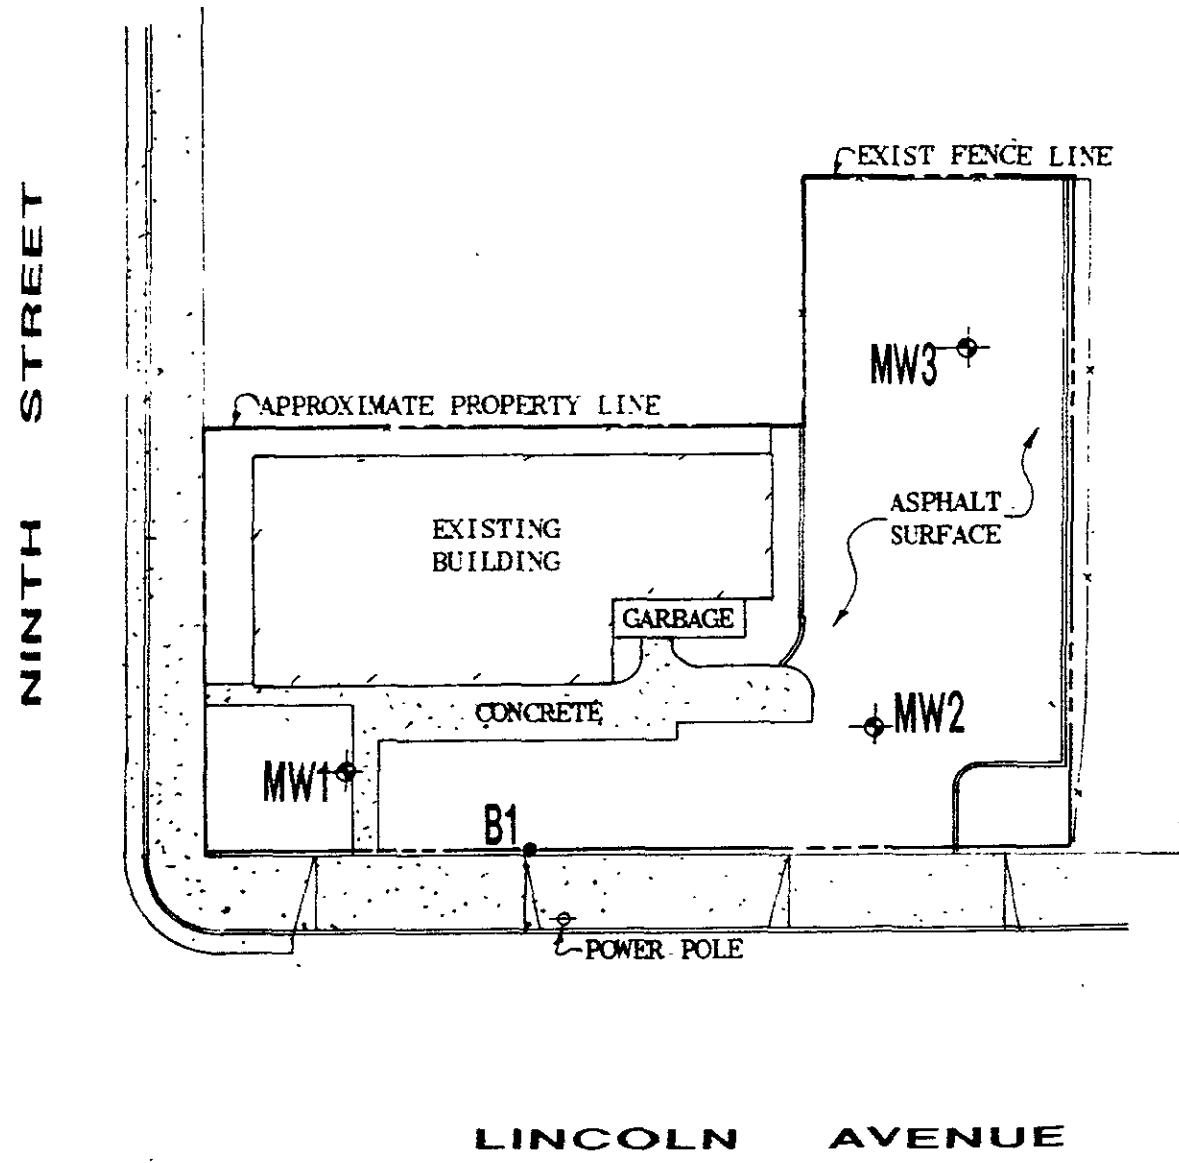 EXIST FENCE LINE
NINTH STREET
MW3
APPROXIMATE PROPERTY LINE
ASPHALT
SURFACE
EXISTING
BUILDING
GARBAGE
CONCRETE
MW2
MW1
B1
POWER POLE
LINCOLN AVENUE